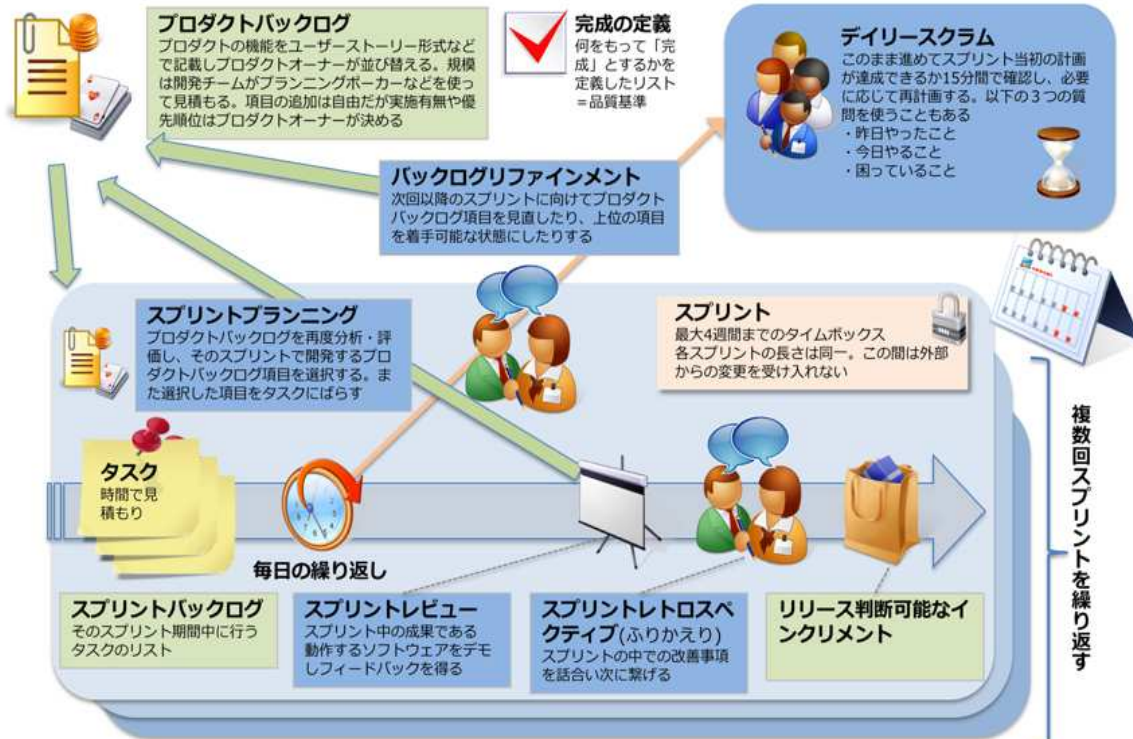 プロダクトバックログ
プロダクトの機能をユーザーストーリー形式など
で記載しプロダクトオーナーが並び替える。規模
は開発チームがプランニングポーカーなどを使っ
て見積もる。項目の追加は自由だが実施有無や優
先順位はプロダクトオーナーが決める
完成の定義
何をもって「完
成」とするかを
定義したリスト
＝品質基準
デイリースクラム
このまま進めてスプリント当初の計画
が達成できるか15分間で確認し、必要
に応じて再計画する。以下の３つの質
問を使うこともある
・昨日やったこと
・今日やること
・困っていること
バックログリファインメント
次回以降のスプリントに向けてプロダクト
バックログ項目を見直したり、上位の項目
を着手可能な状態にしたりする
スプリントプランニング
プロダクトバックログを再度分析・評
価し、そのスプリントで開発するプロ
ダクトバックログ項目を選択する。ま
た選択した項目をタスクにばらす
スプリント
最大4週間までのタイムボックス
各スプリントの長さは同一。この間は外部
からの変更を受け入れない
タスク
時間で見
積もり
毎日の繰り返し
スプリントバックログ
そのスプリント期間中に行う
タスクのリスト
スプリントレビュー
スプリント中の成果である
動作するソフトウェアをデモ
しフィードバックを得る
スプリントレトロスペ
クティブ(ふりかえり)
スプリントの中での改善事項
を話合い次に繋げる
リリース判断可能なイ
ンクリメント
複数回スプリントを繰り返す